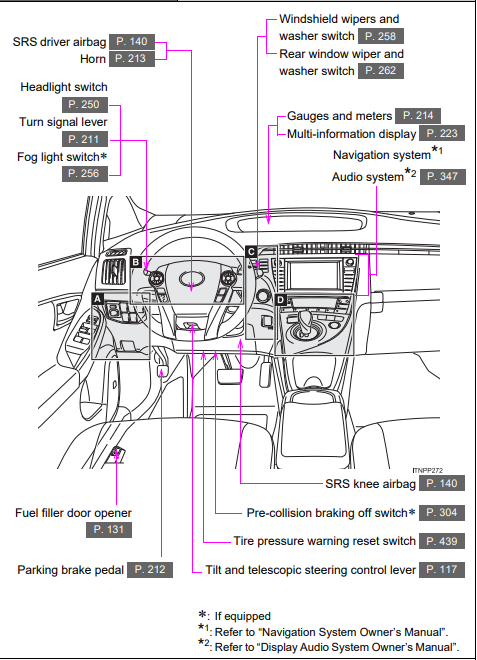 Windshield wipers and
washer switch P. 258
SRS driver airbag P. 140
Horn P. 213
Rear window wiper and
washer switch P. 262
Headlight switch
P. 250
Turn signal lever
P. 211
Fog light switch*
P. 256
Gauges and meters P. 214
Multi-information display P. 223
Navigation system*1
Audio system*2 P. 347
A
B
C
D
ITNPP272
SRS knee airbag P. 140
Fuel filler door opener
P. 131
Pre-collision braking off switch* P. 304
Tire pressure warning reset switch P. 439
Parking brake pedal P. 212
Tilt and telescopic steering control lever P. 117
*: If equipped
*1: Refer to “Navigation System Owner’s Manual”.
*2: Refer to “Display Audio System Owner’s Manual”.